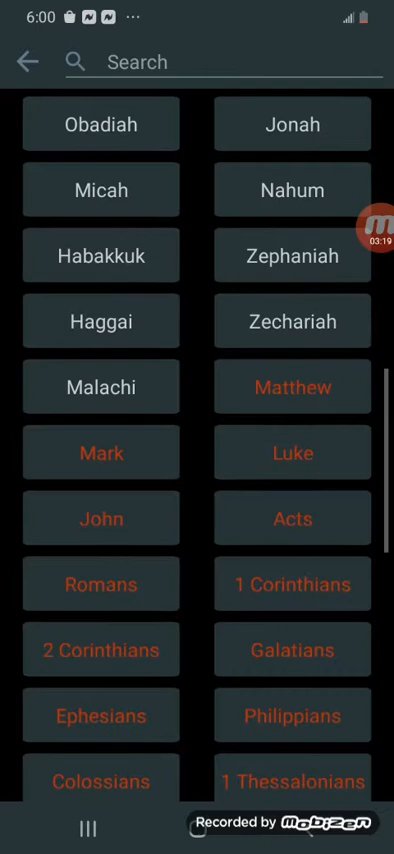 6:00
Search
Obadiah Jonah
Micah Nahum
03:19
Habakkuk Zephaniah
Haggai Zechariah
Malachi Matthew
Mark Luke
John Acts
Romans 1 Corinthians
2 Corinthians Galatians
Ephesians Philippians
Colossians 1 Thessalonians
Recorded by mobizen